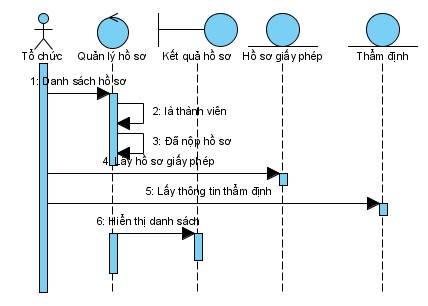 Tổ chức
Quản lý hồ sơ
Kết quả hồ sơ
Hồ sơ giấy phép
Thẩm định
1: Danh sách hồ sơ
2: là thành viên
3: Đã nộp hồ sơ
4: Lấy hồ sơ giấy phép
5: Lấy thông tin thẩm định
6: Hiển thị danh sách